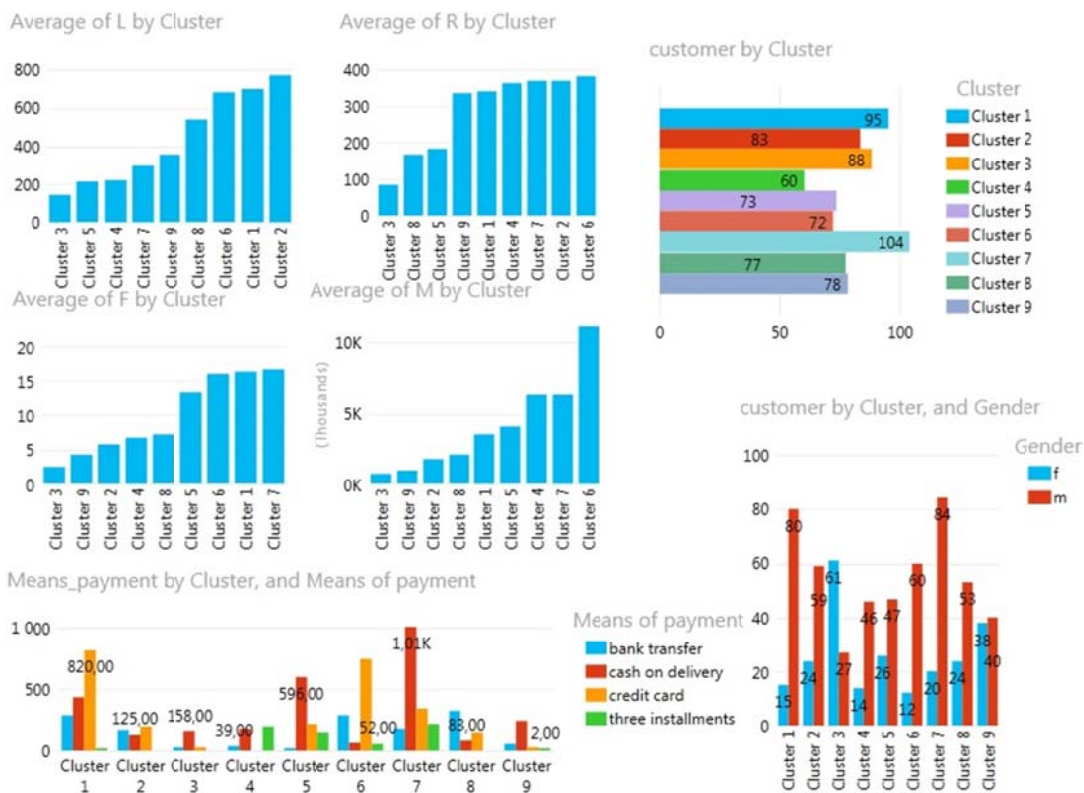 Average of L by Cluster
800
600
400
200
0
Cluster 3
Cluster 5
Cluster 4
Cluster 7
Cluster 9
Cluster 8
Cluster 6
Cluster 1
Cluster 2
Average of R by Cluster
400
300
200
100
0
Cluster 3
Cluster 8
Cluster 5
Cluster 9
Cluster 1
Cluster 4
Cluster 7
Cluster 2
Cluster 6
customer by Cluster
95
83
88
60
73
72
104
77
78
0 50 100
Cluster
Cluster 1
Cluster 2
Cluster 3
Cluster 4
Cluster 5
Cluster 6
Cluster 7
Cluster 8
Cluster 9
Average of F by Cluster
20
15
10
5
0
Cluster 3
Cluster 9
Cluster 2
Cluster 4
Cluster 8
Cluster 5
Cluster 6
Cluster 1
Cluster 7
Average of M by Cluster
(Thousands)
10K
5K
0K
Cluster 3
Cluster 9
Cluster 2
Cluster 8
Cluster 1
Cluster 5
Cluster 4
Cluster 7
Cluster 6
customer by Cluster, and Gender
100
80
60
40
20
0
15
80
24
59
61
27
14
46
26
47
12
60
20
84
24
53
38
40
Cluster 1
Cluster 2
Cluster 3
Cluster 4
Cluster 5
Cluster 6
Cluster 7
Cluster 8
Cluster 9
Gender
f
m
Means_payment by Cluster, and Means of payment
1 000
500
0
820,00
125,00
158,00
39,00
596,00
52,00
1,01K
83,00
2,00
Cluster 1
Cluster 2
Cluster 3
Cluster 4
Cluster 5
Cluster 6
Cluster 7
Cluster 8
Cluster 9
Means of payment
bank transfer
cash on delivery
credit card
three installments